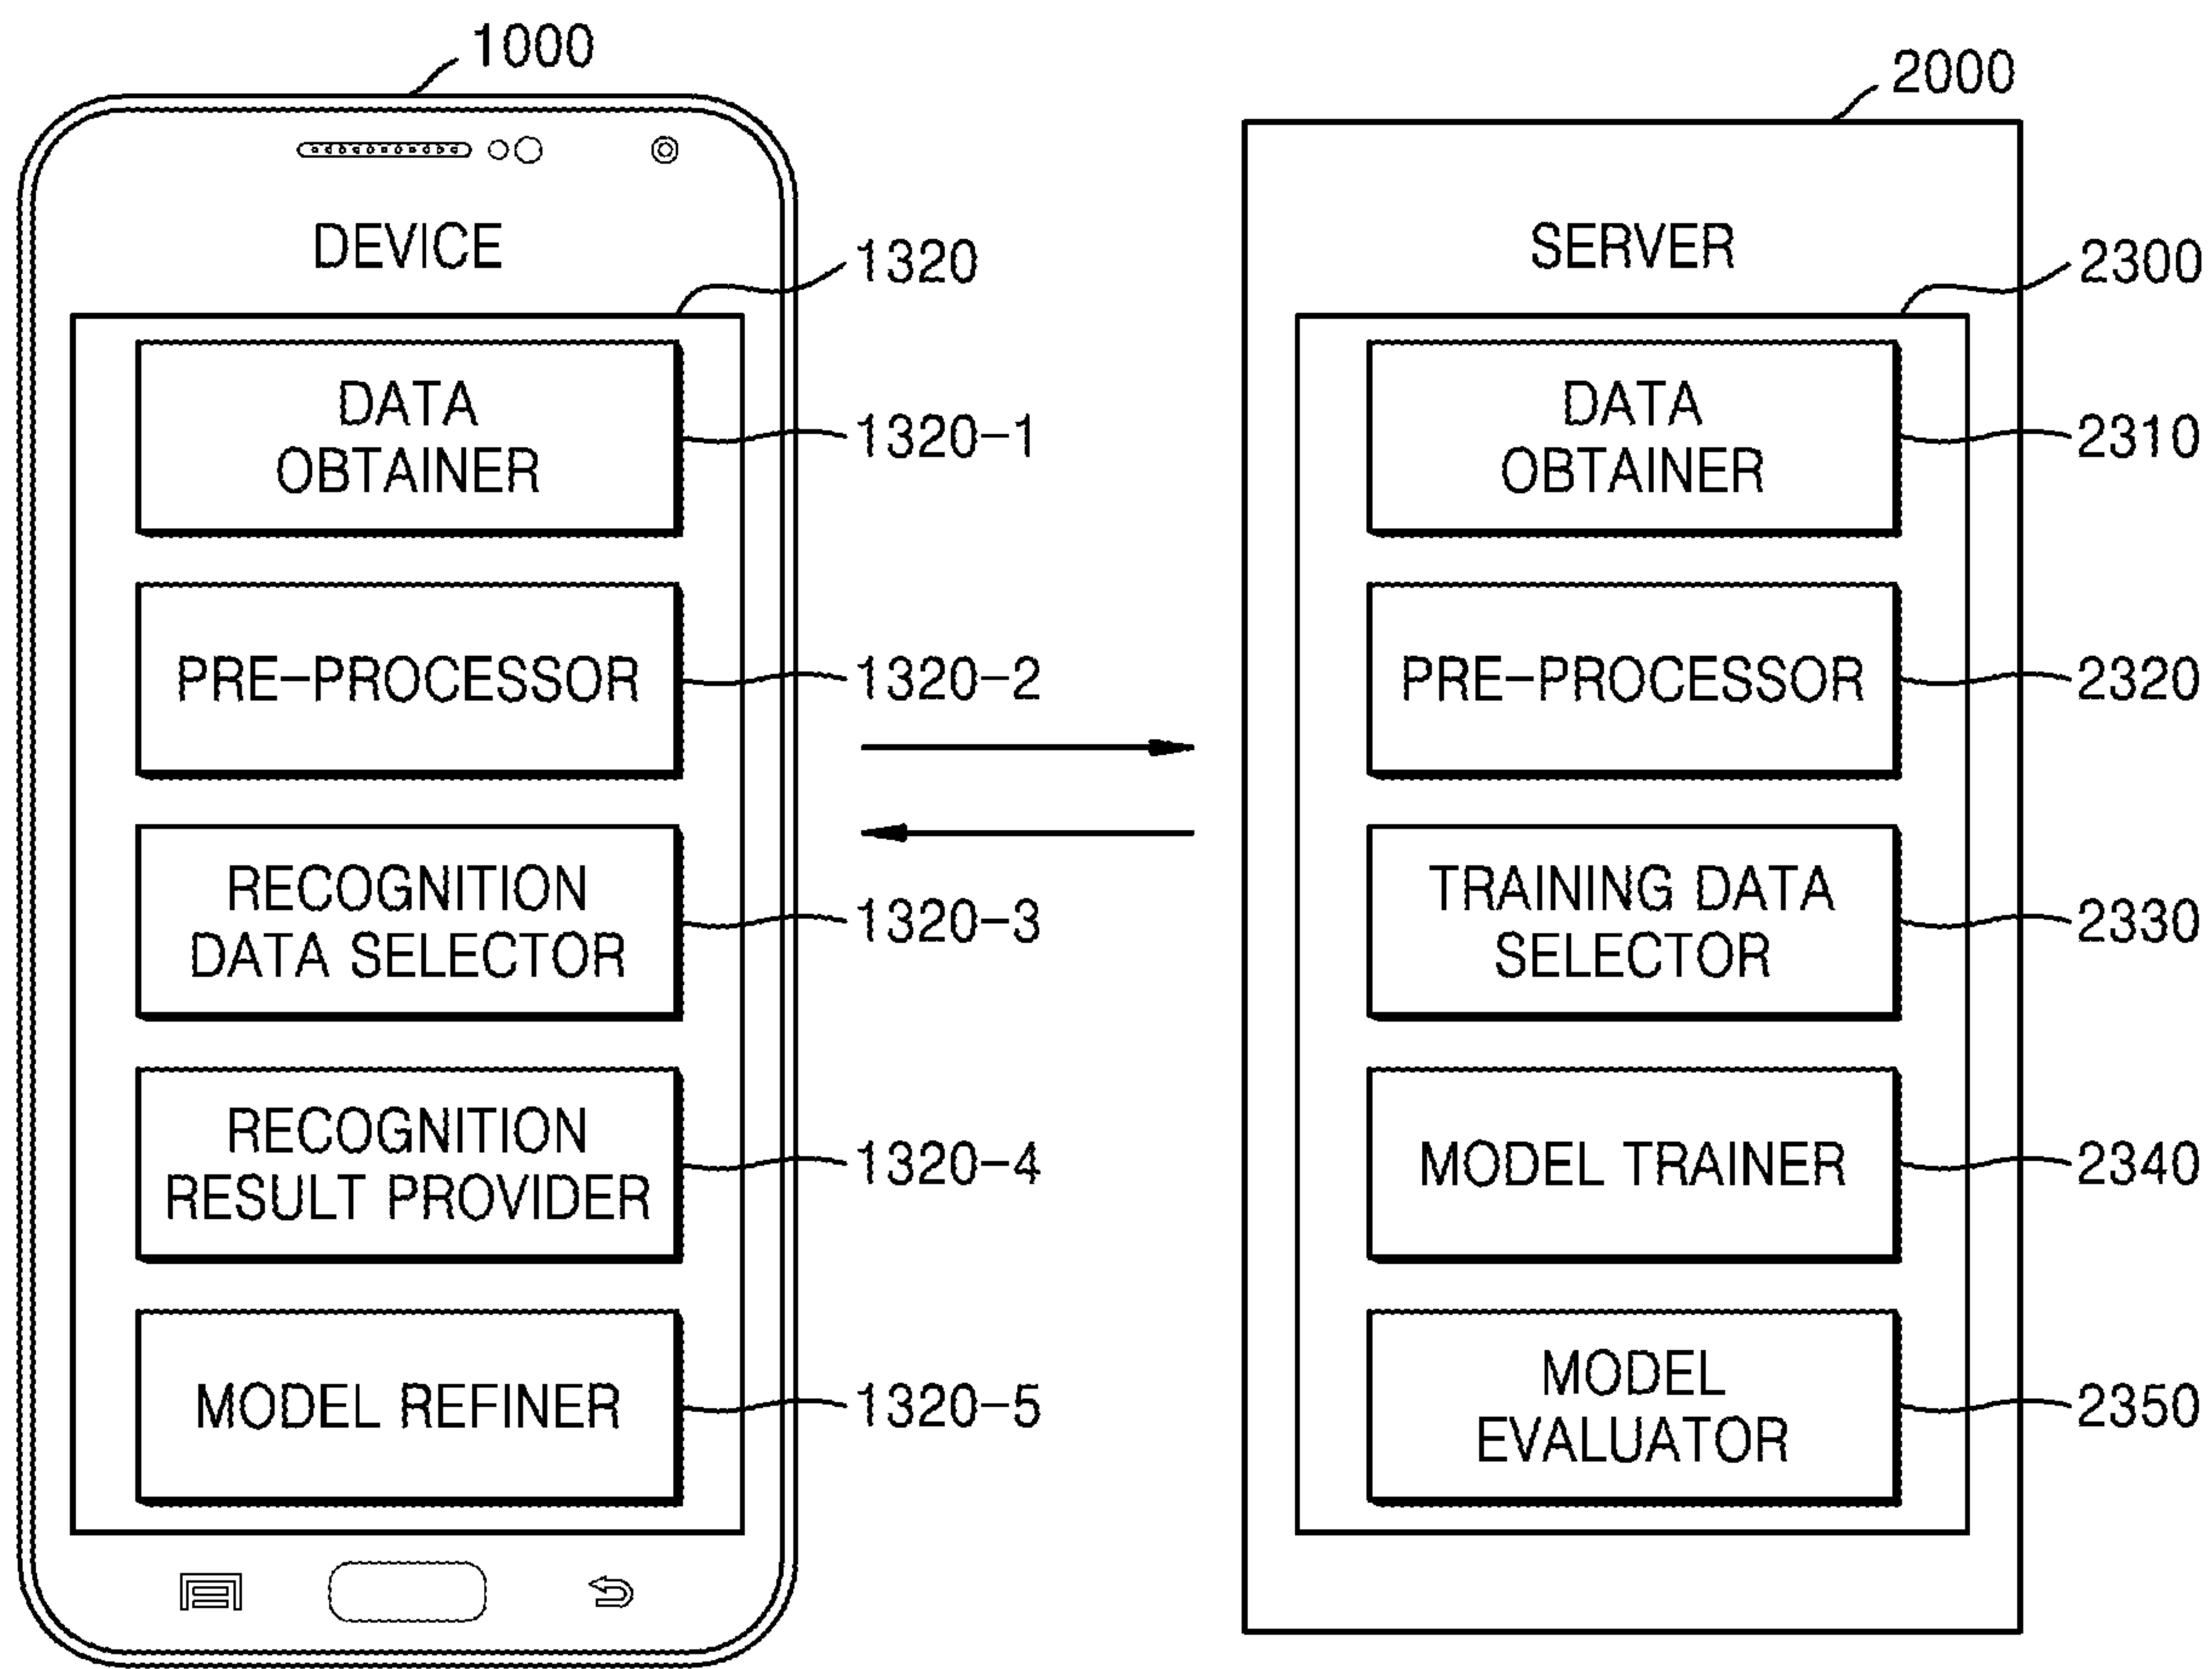 1000
DEVICE
1320
DATA
OBTAINER
1320-1
PRE-PROCESSOR
1320-2
RECOGNITION
DATA SELECTOR
1320-3
RECOGNITION
RESULT PROVIDER
1320-4
MODEL REFINER
1320-5
2000
SERVER
2300
DATA
OBTAINER
2310
PRE-PROCESSOR
2320
TRAINING DATA
SELECTOR
2330
MODEL TRAINER
2340
MODEL
EVALUATOR
2350